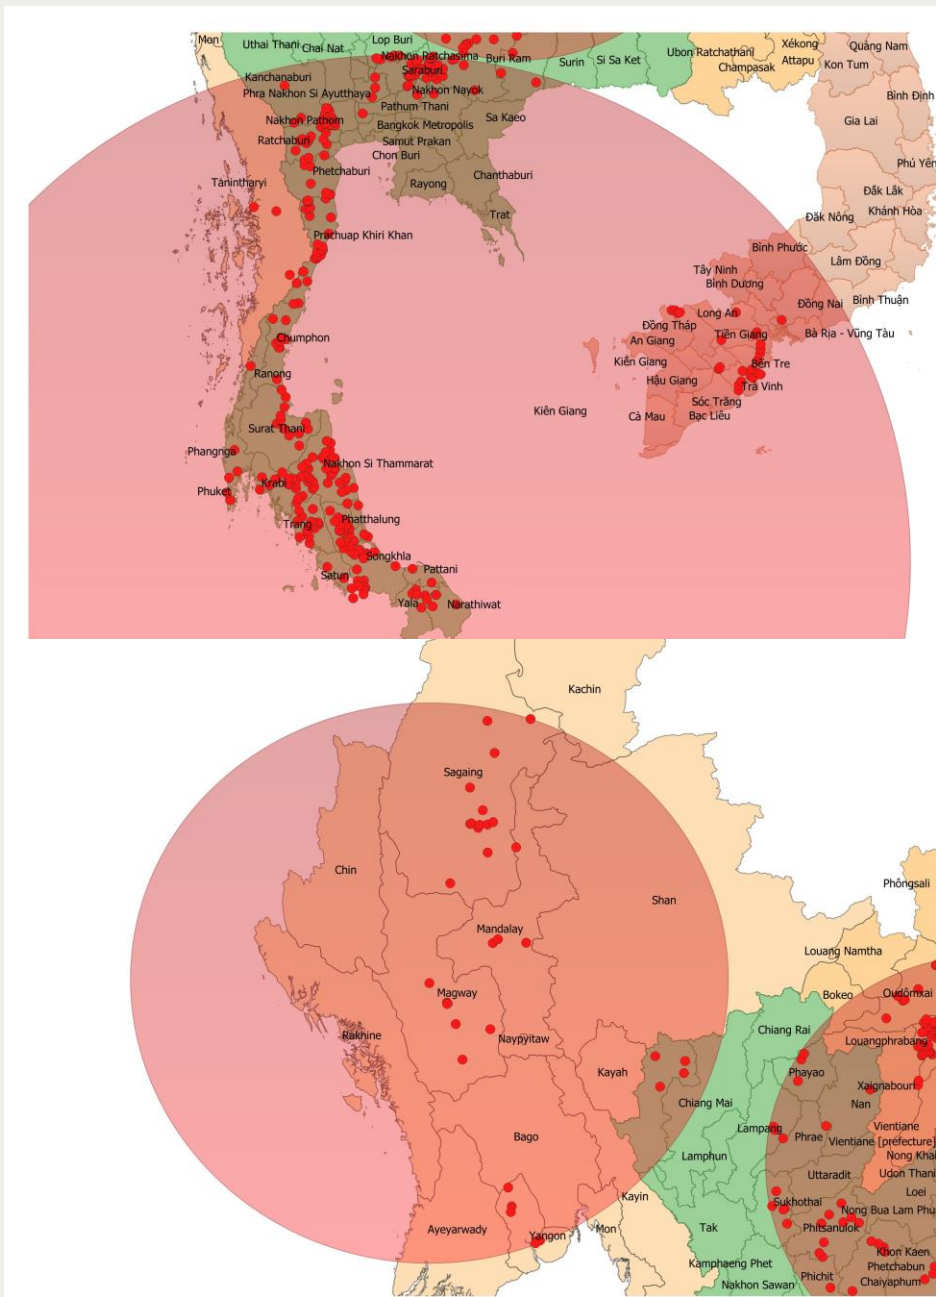 Mon
Uthai Thani
Chai Nat
Lop Buri
Nakhon Ratchasima
Buri Ram
Surin
Si Sa Ket
Ubon Ratchathani
Champasak
Xékong
Attapu
Quảng Nam
Kon Tum
Kanchanaburi
Saraburi
Phra Nakhon Si Ayutthaya
Nakhon Nayok
Pathum Thani
Sa Kaeo
Bình Định
Gia Lai
Nakhon Pathom
Bangkok Metropolis
Ratchaburi
Samut Prakan
Chon Buri
Phetchaburi
Chanthaburi
Phú Yên
Tanintharyi
Rayong
Trat
Đắk Lắk
Đăk Nông
Khánh Hòa
Prachuap Khiri Khan
Bình Phước
Lâm Đồng
Tây Ninh
Bình Dương
Đồng Nai
Bình Thuận
Long An
Đồng Tháp
Tiền Giang
Bà Rịa - Vũng Tàu
Chumphon
An Giang
Kiên Giang
Bến Tre
Ranong
Hậu Giang
Trà Vinh
Sóc Trăng
Kiên Giang
Cà Mau
Bạc Liêu
Surat Thani
Phangnga
Nakhon Si Thammarat
Krabi
Phuket
Trang
Phatthalung
Songkhla
Satun
Pattani
Yala
Narathiwat
Kachin
Sagaing
Chin
Shan
Phôngsali
Mandalay
Louang Namtha
Magway
Bokeo
Oudômxai
Rakhine
Naypyitaw
Chiang Rai
Louangphrabang
Kayah
Phayao
Xaignabouri
Chiang Mai
Nan
Bago
Lampang
Phrae
Vientiane
Vientiane [prefecture]
Lamphun
Nong Khai
Uttaradit
Udon Thani
Loei
Kayin
Sukhothai
Nong Bua Lam Phu
Ayeyarwady
Yangon
Mon
Tak
Phitsanulok
Khon Kaen
Kamphaeng Phet
Phetchabun
Phichit
Chaiyaphum
Nakhon Sawan